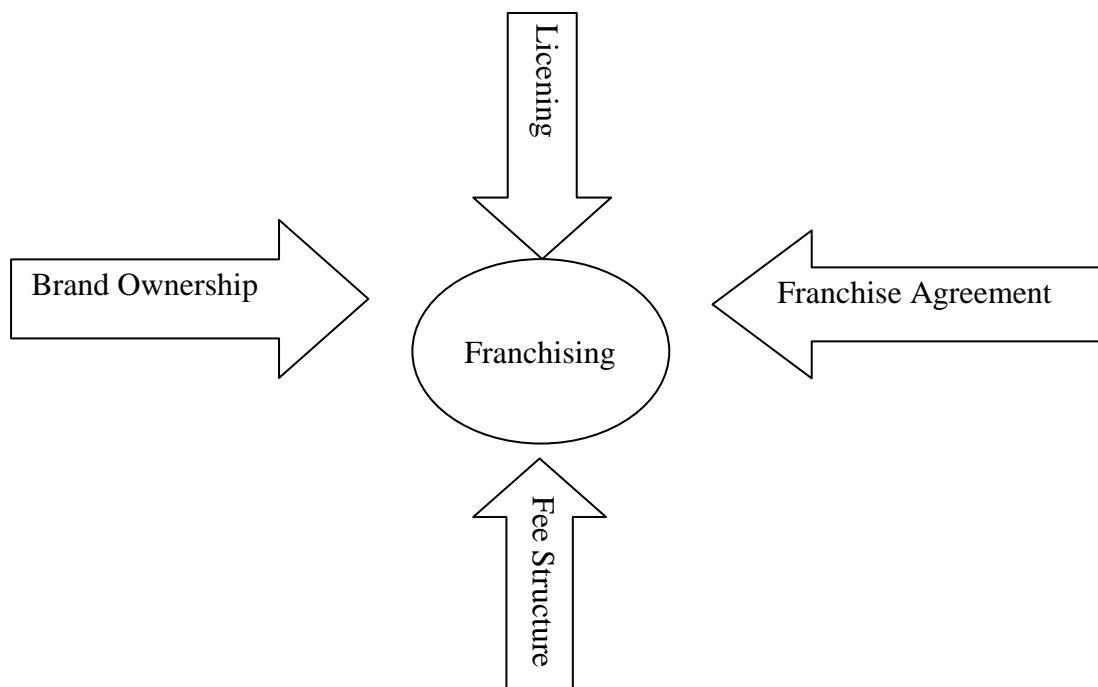 Licening
Brand Ownership
Franchise Agreement
Franchising
Fee Structure